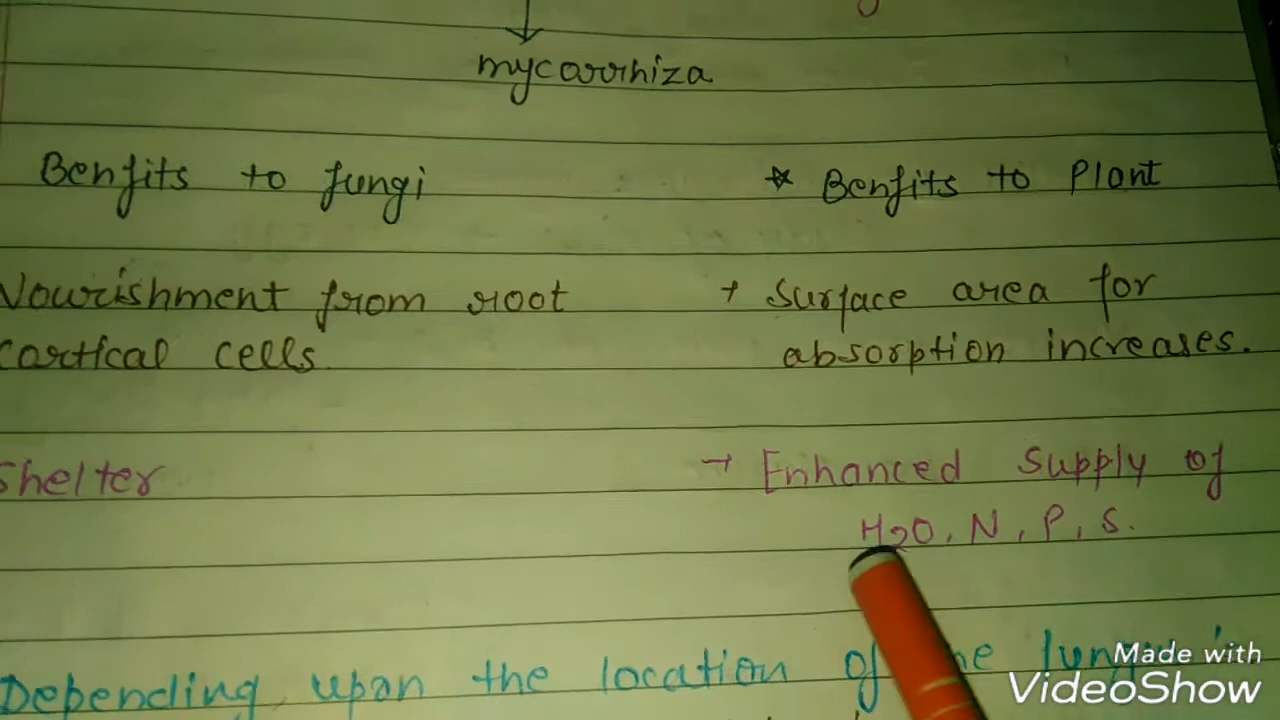 mycarrhiza
Benfits to fungi
* Benfits to Plant
Nourishment from root
cortical cells
+ Surface area for
absorption increases.
Shelter
→ Enhanced supply of
H2O, N, P, S.
Depending upon the location of
Made with
VideoShow